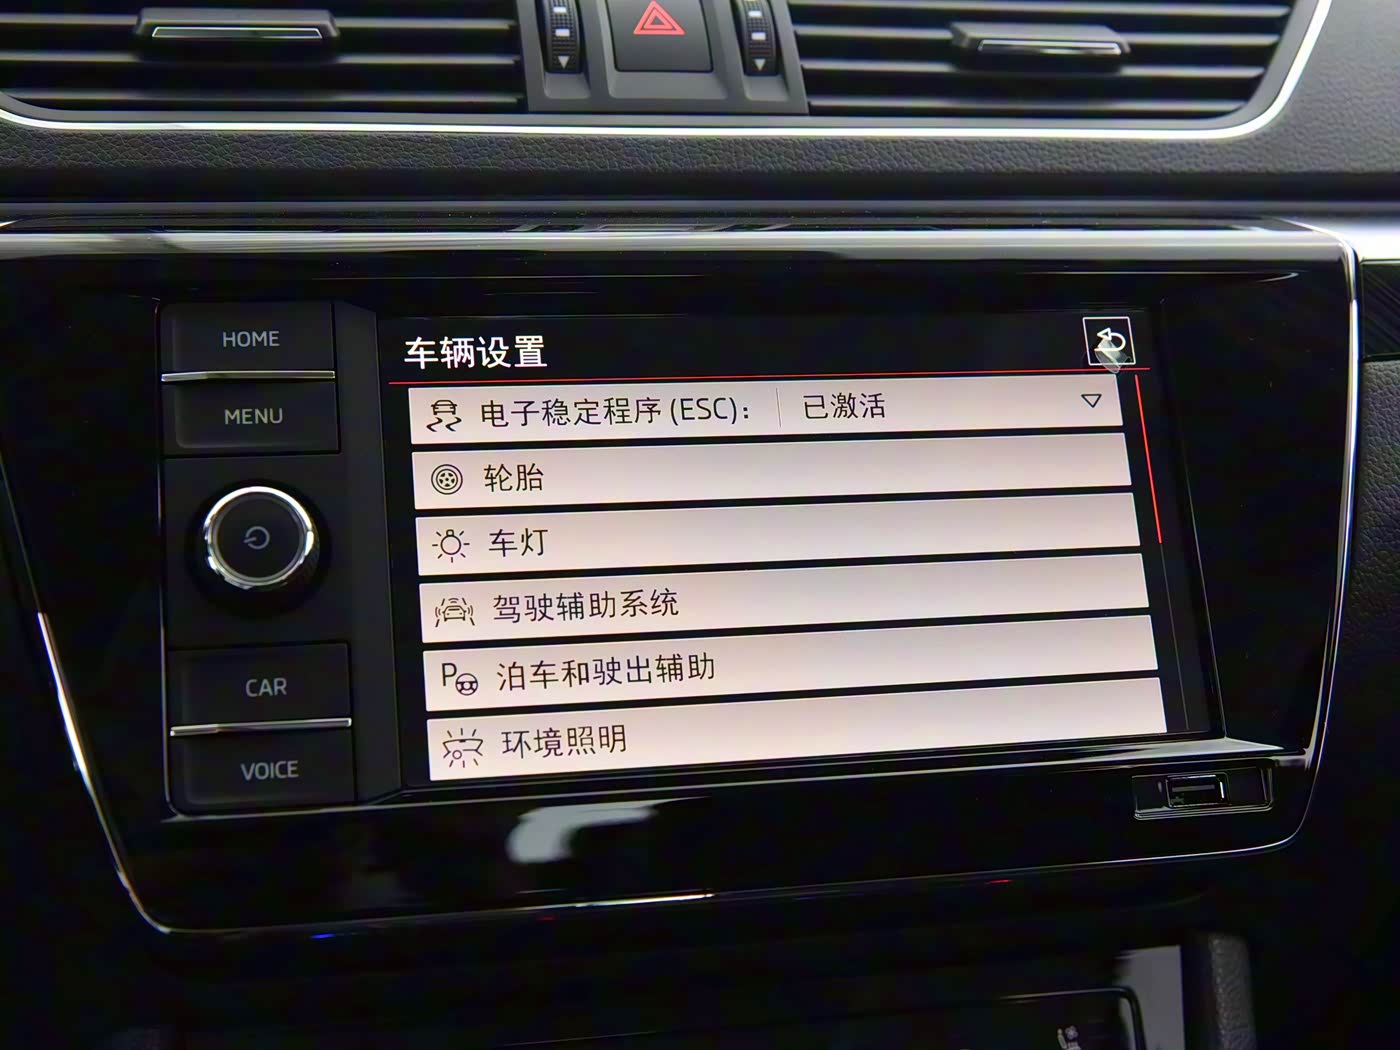 HOME
MENU
CAR
VOICE
车辆设置
电子稳定程序(ESC): 已激活
轮胎
车灯
驾驶辅助系统
P 泊车和驶出辅助
环境照明